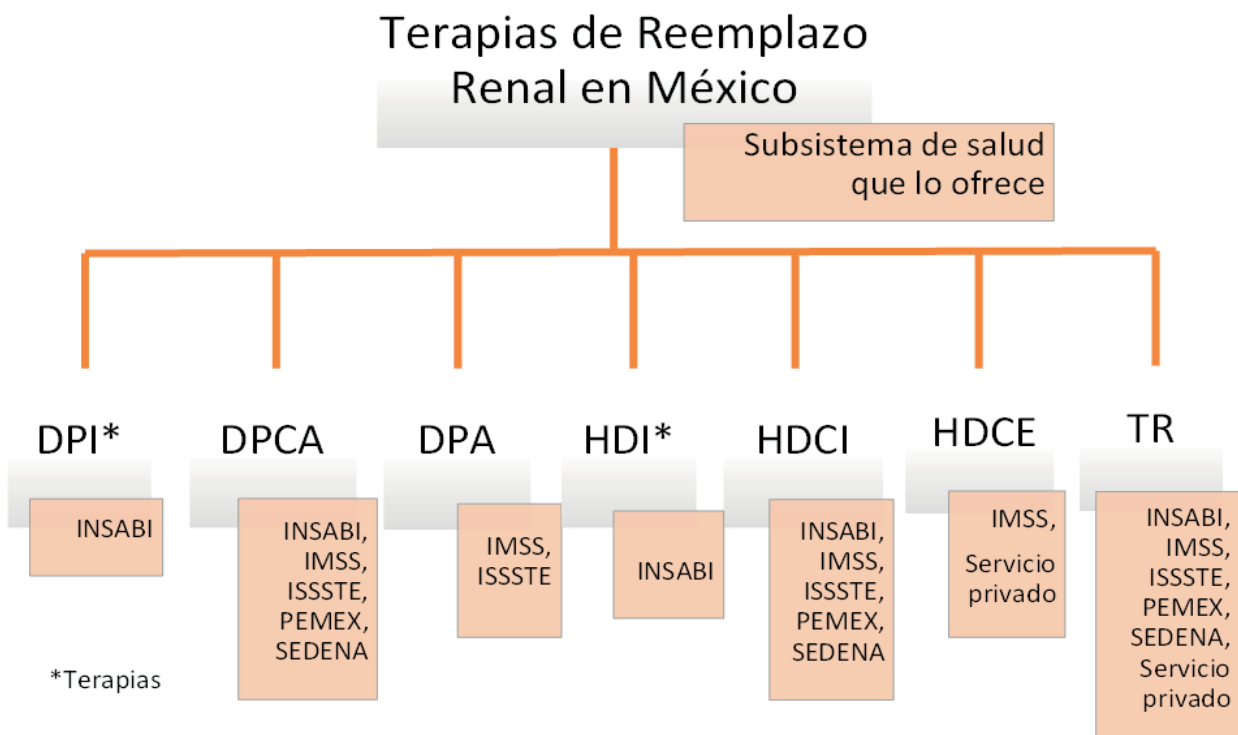 Terapias de Reemplazo
Renal en México
Subsistema de salud
que lo ofrece
DPI*
INSABI
DPCA
INSABI,
IMSS,
ISSSTE,
PEMEX,
SEDENA
DPA
IMSS,
ISSSTE
HDI*
INSABI
HDCI
INSABI,
IMSS,
ISSSTE,
PEMEX,
SEDENA
HDCE
IMSS,
Servicio
privado
TR
INSABI,
IMSS,
ISSSTE,
PEMEX,
SEDENA,
Servicio
privado
*Terapias